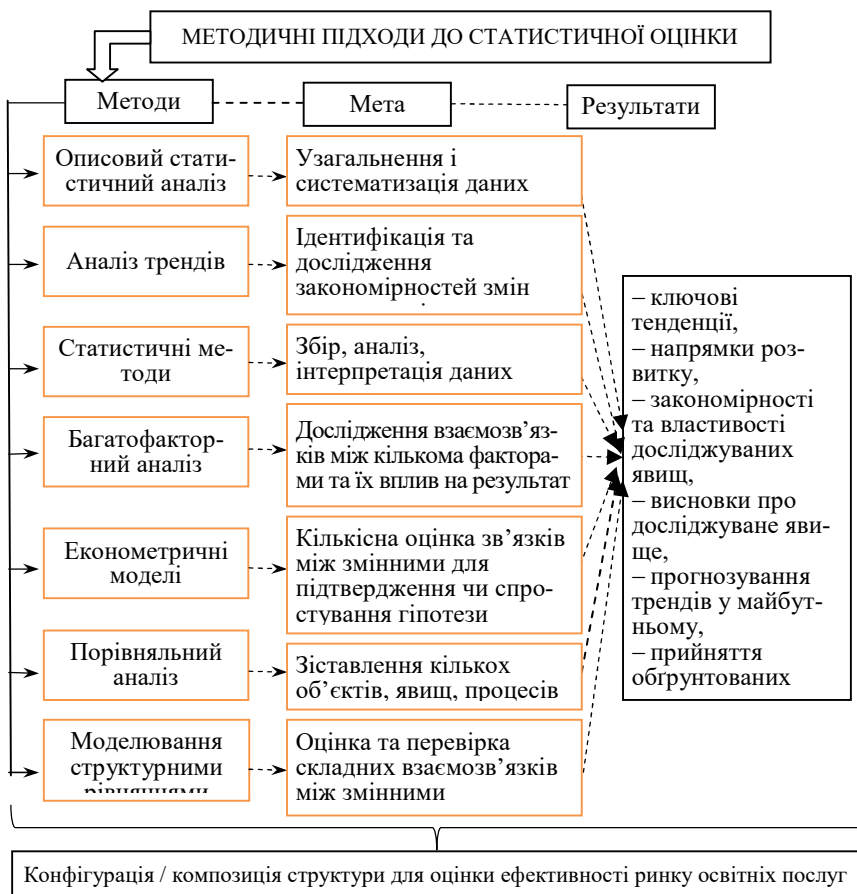 МЕТОДИЧНІ ПІДХОДИ ДО СТАТИСТИЧНОЇ ОЦІНКИ
Методи
Мета
Результати
Описовий стати-
стичний аналіз
Узагальнення і
систематизація даних
Аналіз трендів
Ідентифікація та
дослідження
закономірностей змін
Статистичні ме-
тоди
Збір, аналіз,
інтерпретація даних
Багатофактор-
ний аналіз
Дослідження взаємозв’яз-
ків між кількома фактора-
ми та їх вплив на результат
Економетричні
моделі
Кількісна оцінка зв’язків
між змінними для
підтвердження чи спро-
стування гіпотези
Порівняльний
аналіз
Зіставлення кількох
об’єктів, явищ, процесів
Моделювання
структурними
рівняннями
Оцінка та перевірка
складних взаємозв’язків
між змінними
– ключові
тенденції,
– напрямки роз-
витку,
– закономірності
та властивості
досліджуваних
явищ,
– висновки про
досліджуване яви-
ще,
– прогнозування
трендів у майбут-
ньому,
– прийняття
обґрунтованих
Конфігурація / композиція структури для оцінки ефективності ринку освітніх послуг